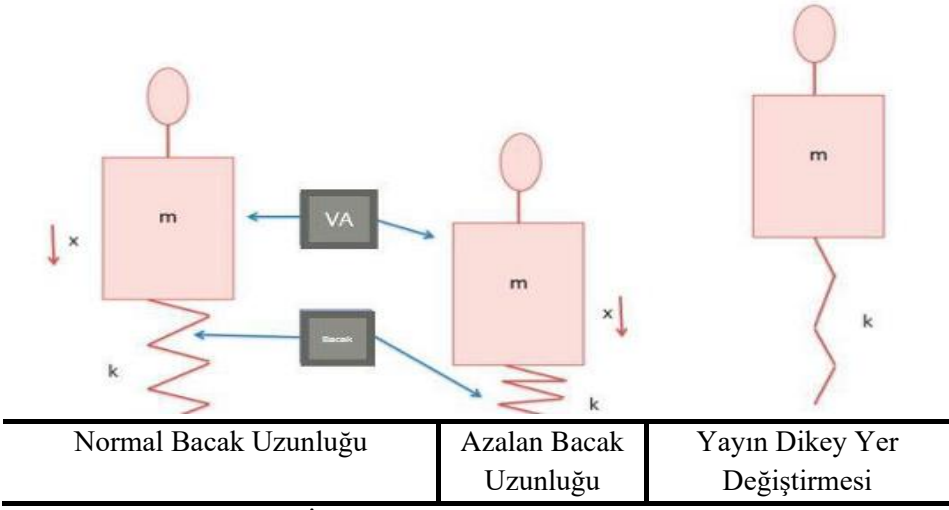 m
m
VA
x
m
x
k
Bacak
k
k
Normal Bacak Uzunluğu
Azalan Bacak
Uzunluğu
Yayın Dikey Yer
Değiştirmesi